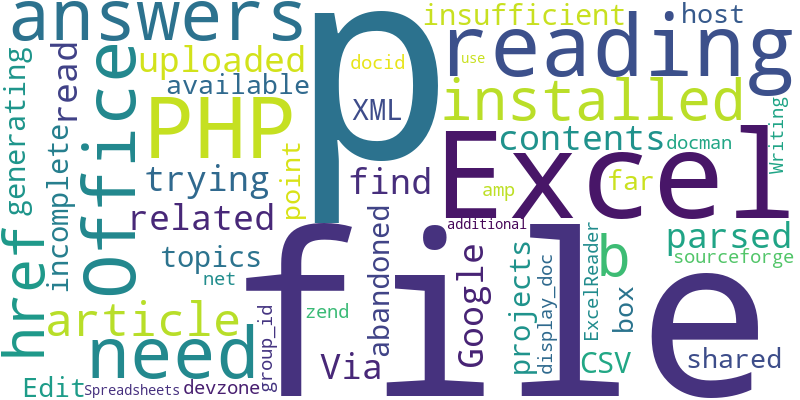 answers
p
insufficient
host
reading
uploaded
docid
use
available
read
Office
generating
PHP
XML
installed
Excel
incomplete
contents
docman
Writing
trying
point
find
far
amp
href
related
abandoned
additional
parsed
topics
Google
projects
display_doc
ExcelReader
b
sourceforge
net
file
article
group_id
zend
box
need
Via
CSV
shared
Edit
Spreadsheets
devzone